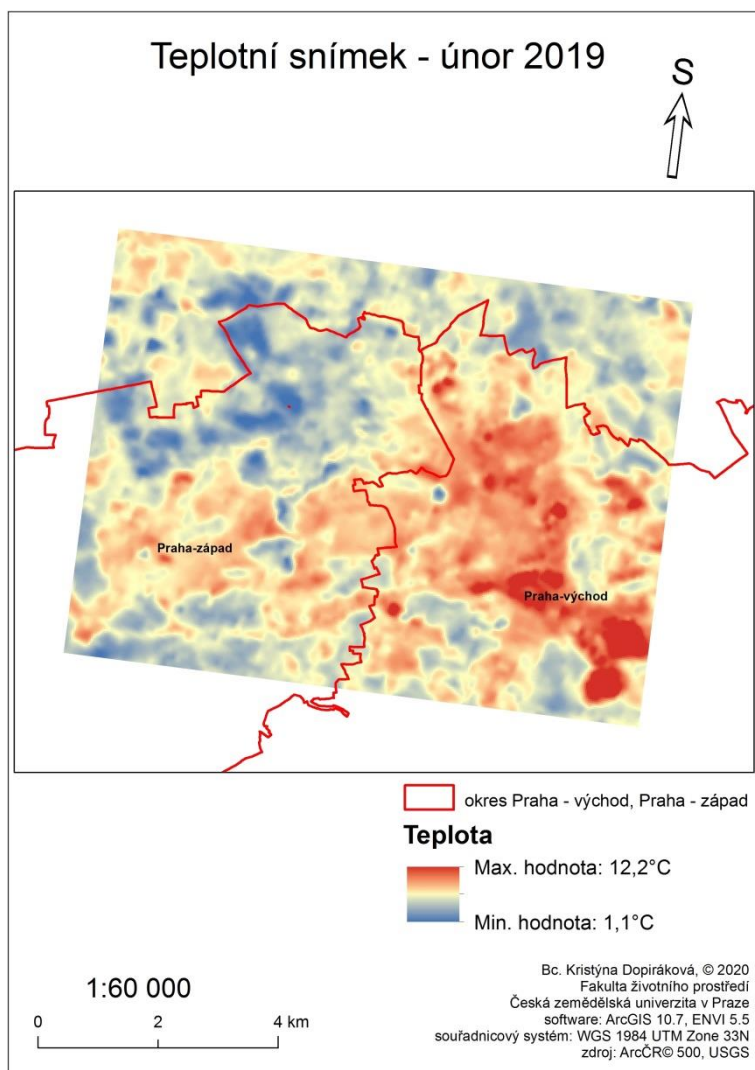 Teplotní snímek - únor 2019
S
Praha-západ
Praha-východ
okres Praha - východ, Praha - západ
Teplota
Max. hodnota: 12,2°C
Min. hodnota: 1,1°C
1:60 000
0 2 4 km
Bc. Kristýna Dopiráková, © 2020
Fakulta životního prostředí
Česká zemědělská univerzita v Praze
software: ArcGIS 10.7, ENVI 5.5
souřadnicový systém: WGS 1984 UTM Zone 33N
zdroj: ArcČR© 500, USGS